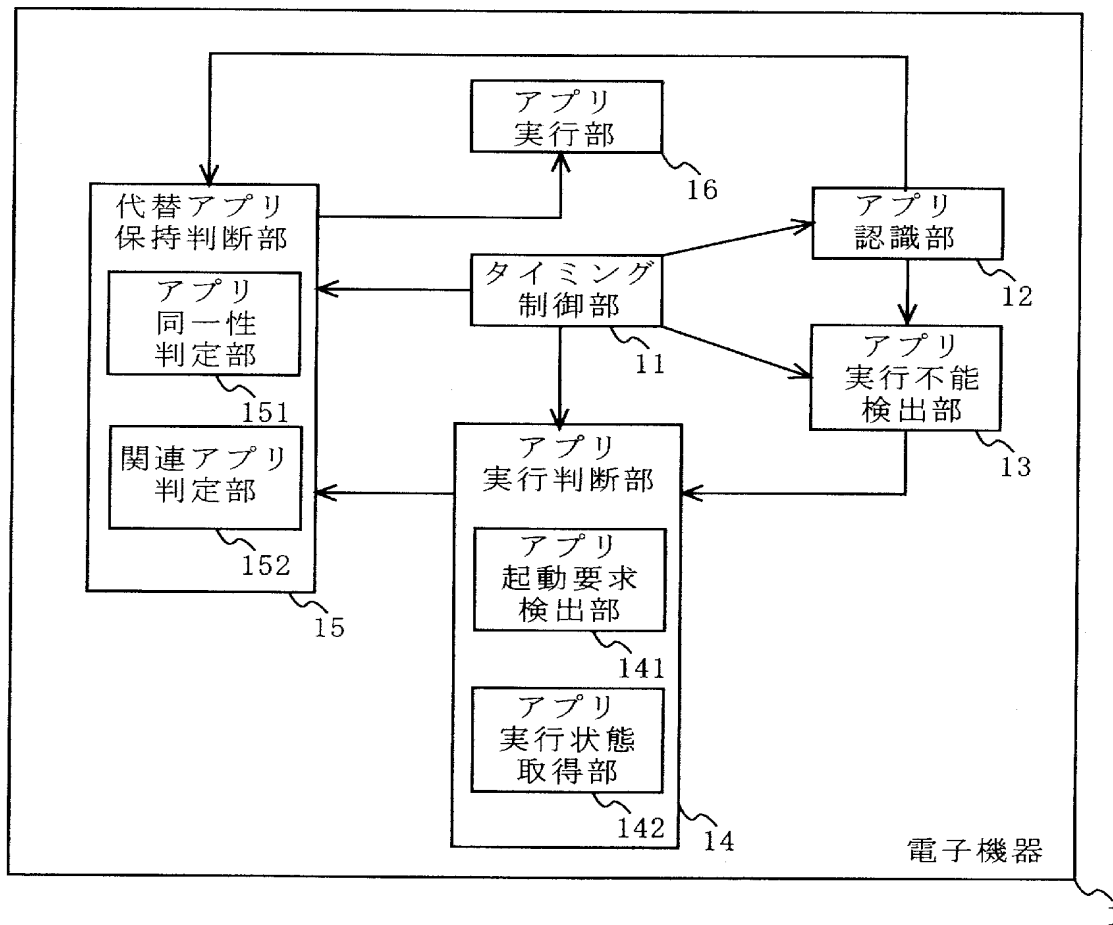 アプリ
実行部
16
代替アプリ
保持判断部
アプリ
同一性
判定部
151
関連アプリ
判定部
152
15
タイミング
制御部
11
アプリ
認識部
12
アプリ
実行不能
検出部
13
アプリ
実行判断部
アプリ
起動要求
検出部
141
アプリ
実行状態
取得部
142
14
電子機器